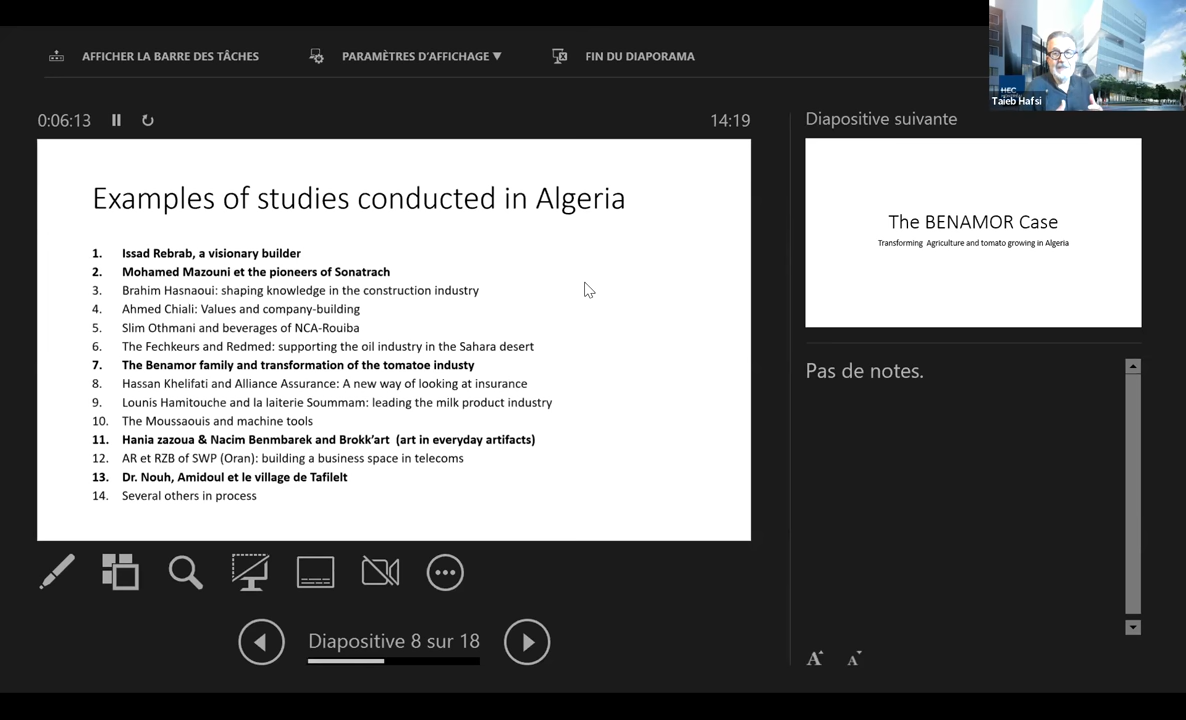 AFFICHER LA BARRE DES TÂCHES
PARAMÈTRES D'AFFICHAGE ▼
FIN DU DIAPORAMA
HEC
Taieb Hafsi
0:06:13
14:19
Diapositive suivante
Examples of studies conducted in Algeria
1. Issad Rebrab, a visionary builder
2. Mohamed Mazouni et the pioneers of Sonatrach
3. Brahim Hasnaoui: shaping knowledge in the construction industry
4. Ahmed Chiali: Values and company-building
5. Slim Othmani and beverages of NCA-Rouiba
6. The Fechkeurs and Redmed: supporting the oil industry in the Sahara desert
7. The Benamor family and transformation of the tomatoe industy
8. Hassan Khelifati and Alliance Assurance: A new way of looking at insurance
9. Lounis Hamitouche and la laiterie Soummam: leading the milk product industry
10. The Moussaouis and machine tools
11. Hania zazoua & Nacim Benmbarek and Brokk'art (art in everyday artifacts)
12. AR et RZB of SWP (Oran): building a business space in telecoms
13. Dr. Nouh, Amidoul et le village de Tafilelt
14. Several others in process
The BENAMOR Case
Transforming Agriculture and tomato growing in Algeria
Pas de notes.
Diapositive 8 sur 18
A A